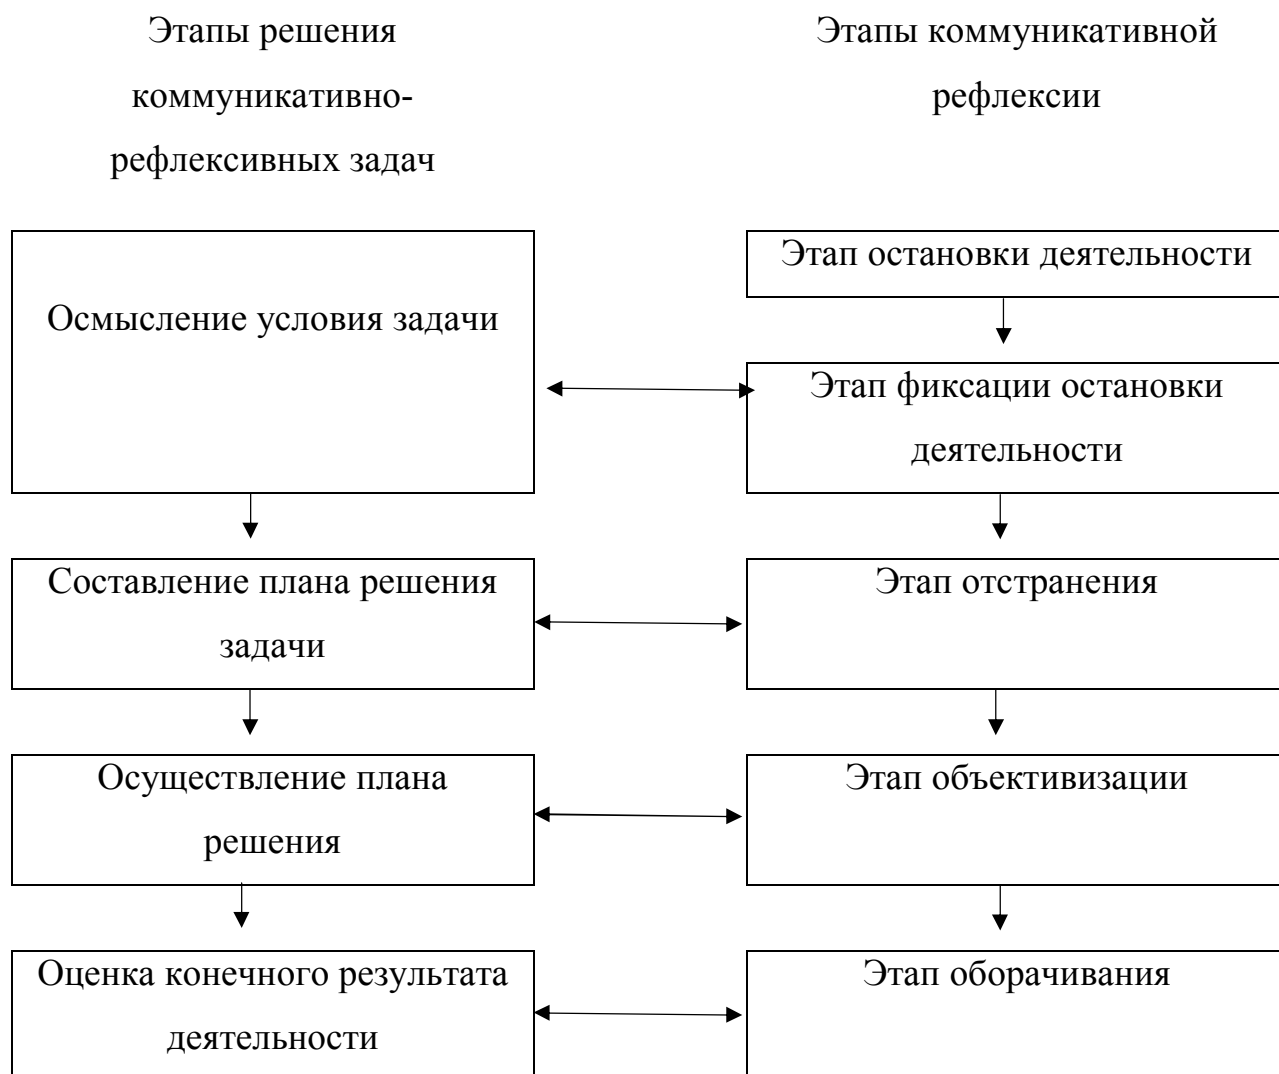 Этапы решения
коммуникативно-
рефлексивных задач
Этапы коммуникативной
рефлексии
Осмысление условия задачи
Этап остановки деятельности
Этап фиксации остановки
деятельности
Составление плана решения
задачи
Этап отстранения
Осуществление плана
решения
Этап объективизации
Оценка конечного результата
деятельности
Этап оборачивания